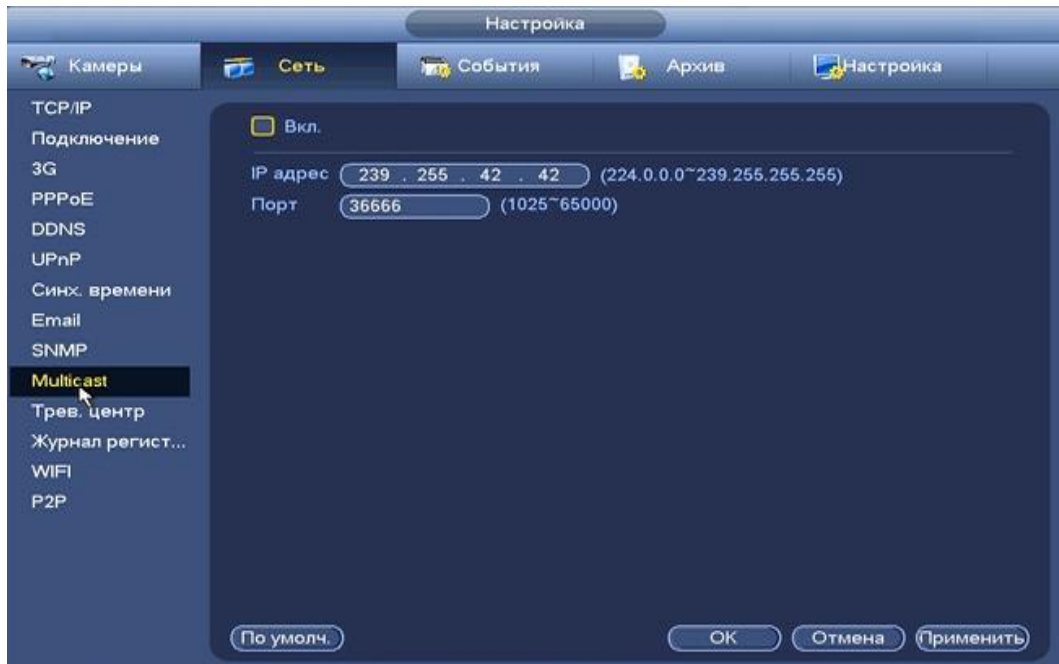 Настройка
Камеры
Сеть
События
Архив
Настройка
TCP/IP
Подключение
3G
PPPoE
DDNS
UPnP
Синх. времени
Email
SNMP
Multicast
Трев. центр
Журнал регист...
WIFI
P2P
Вкл.
IP адрес 239 . 255 . 42 . 42 (224.0.0.0~239.255.255.255)
Порт 36666 (1025~65000)
По умолч. OK Отмена Применить